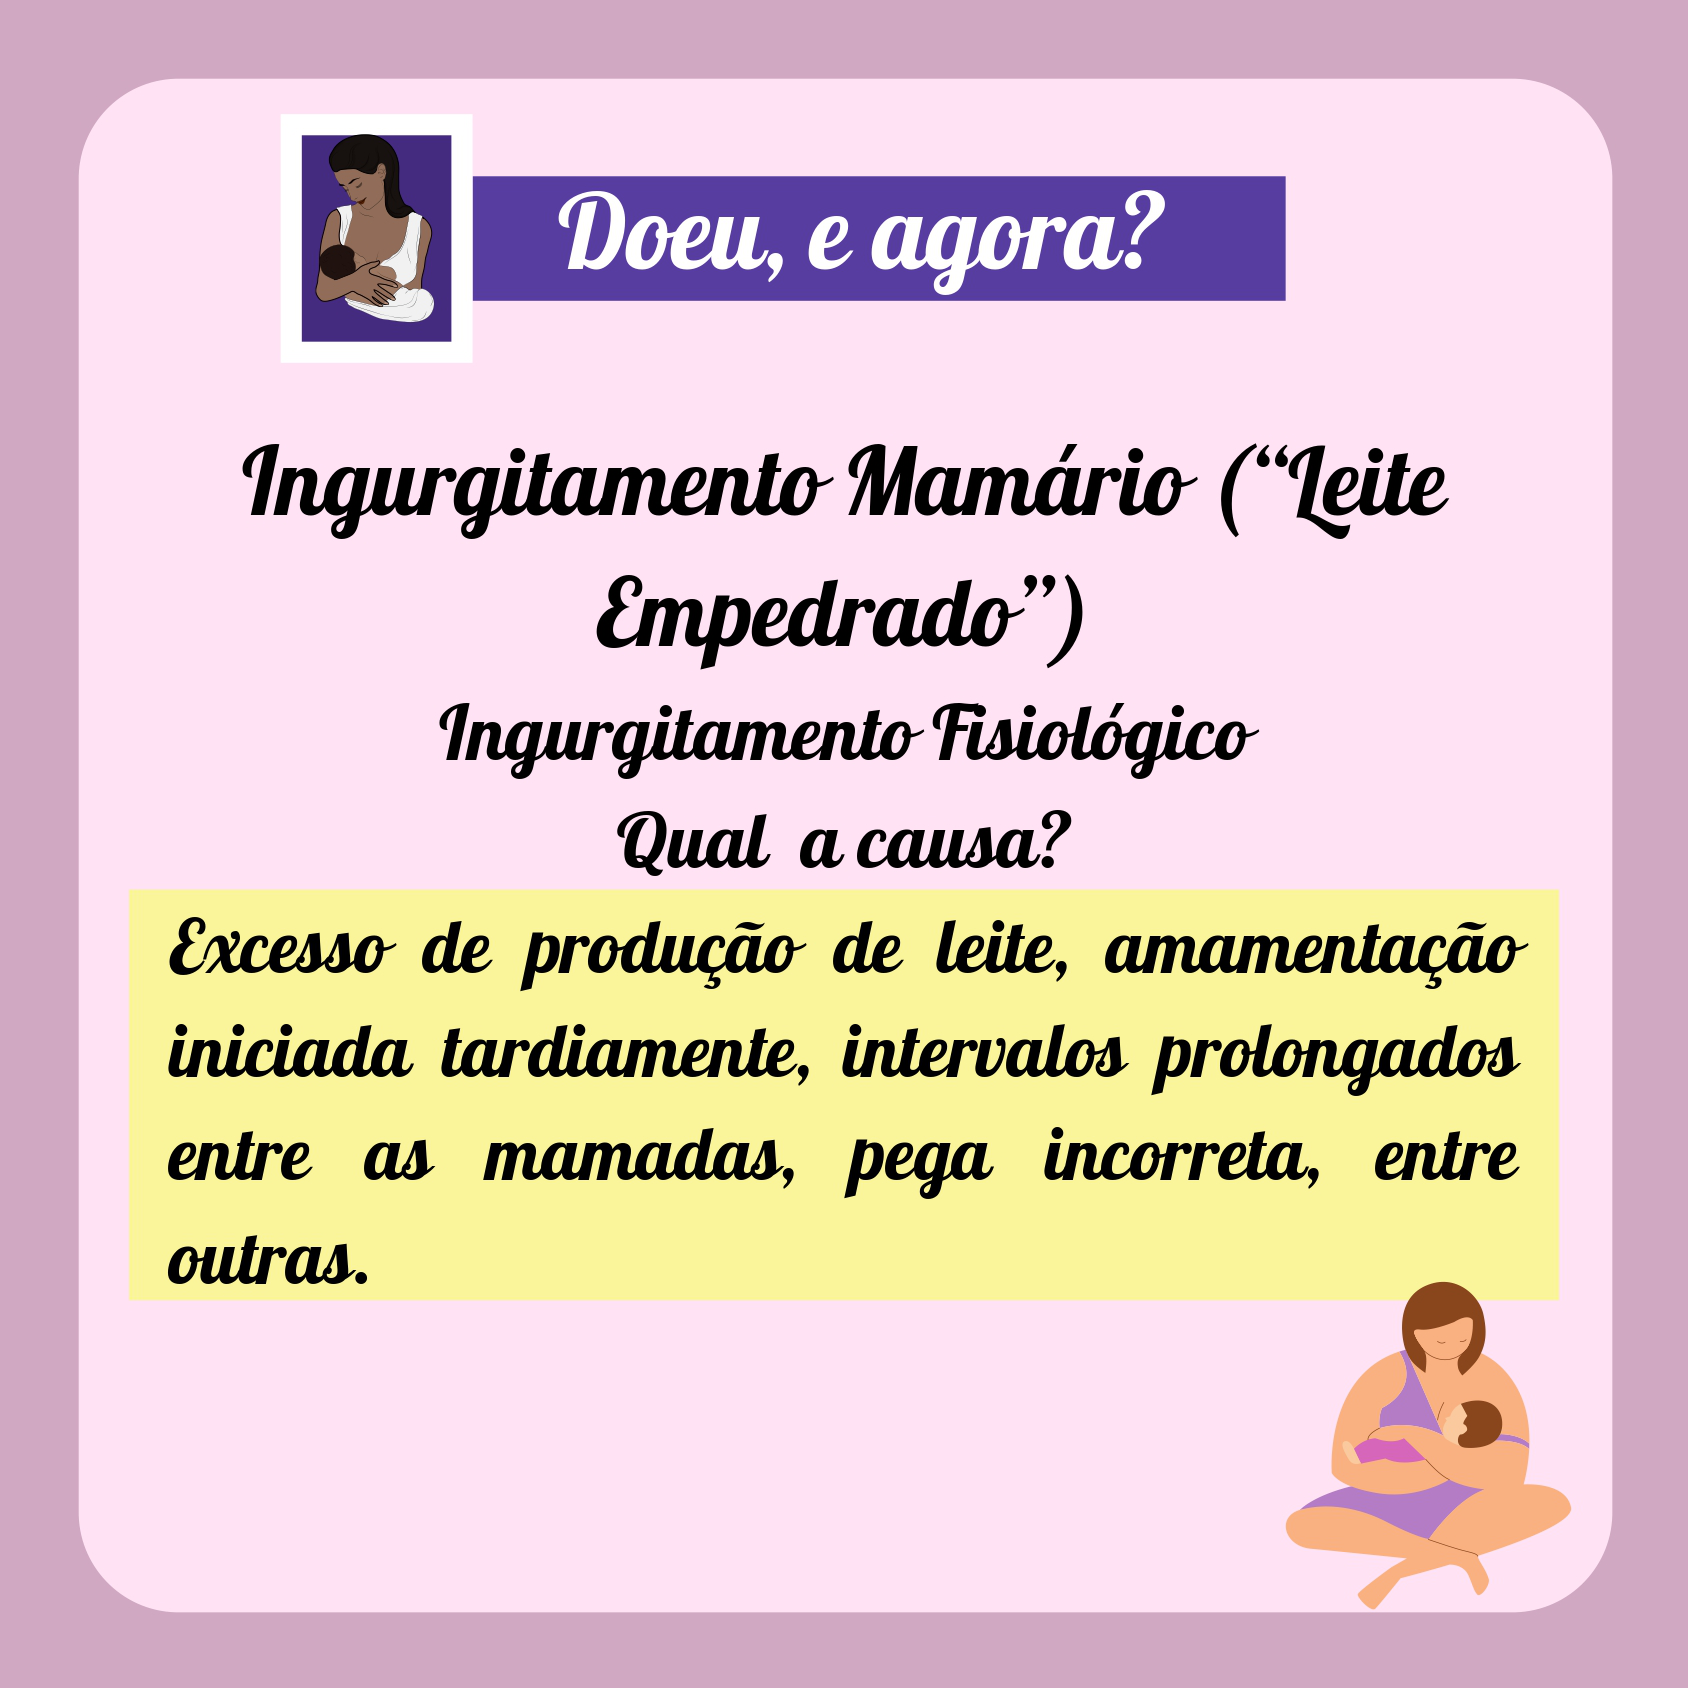 Doeu, e agora?
Ingurgitamento Mamário (“Leite
Empedrado”)
Ingurgitamento Fisiológico
Qual a causa?
Excesso de produção de leite, amamentação
iniciada tardiamente, intervalos prolongados
entre as mamadas, pega incorreta, entre
outras.